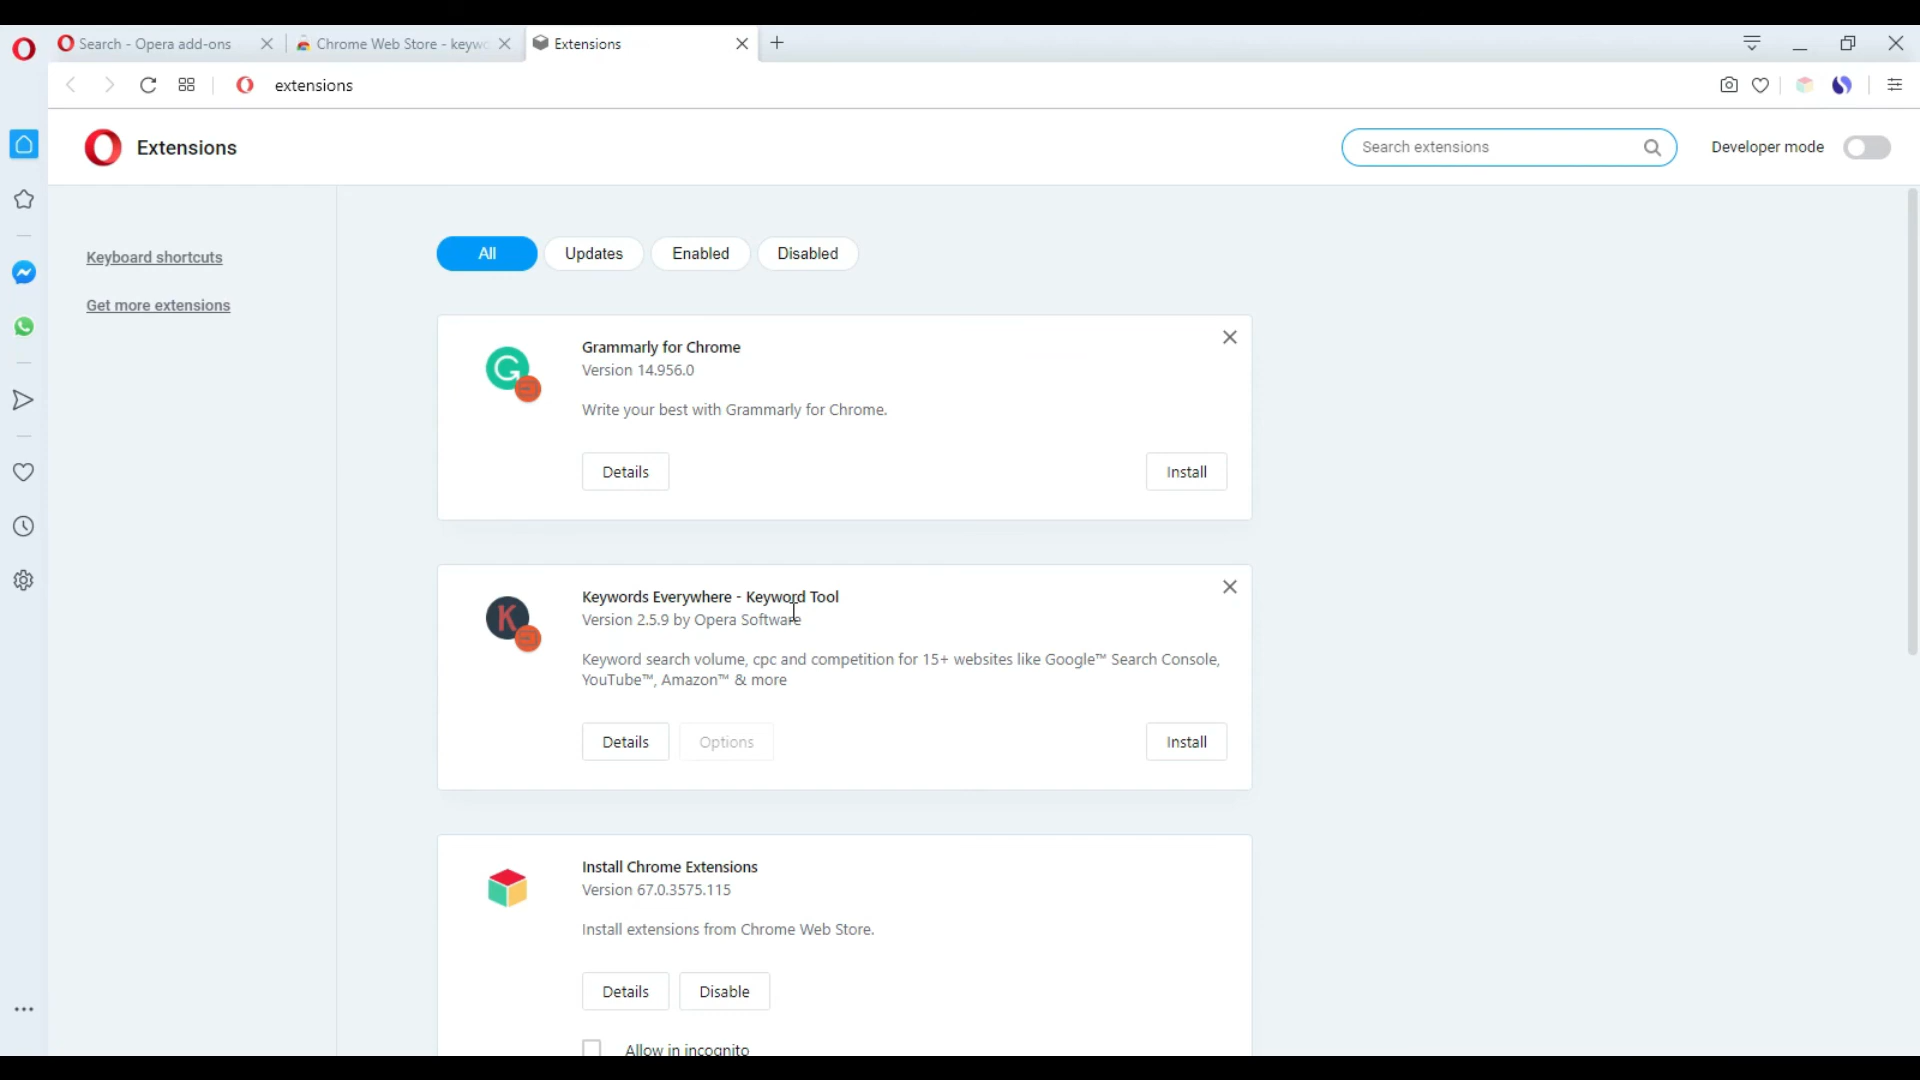 Search - Opera add-ons
Chrome Web Store - keywo
Extensions
extensions
Extensions
Search extensions
Developer mode
Keyboard shortcuts
Get more extensions
All
Updates
Enabled
Disabled
Grammarly for Chrome
Version 14.956.0
Write your best with Grammarly for Chrome.
Details
Install
Keywords Everywhere - Keyword Tool
Version 2.5.9 by Opera Software
Keyword search volume, cpc and competition for 15+ websites like Google™ Search Console,
YouTube™, Amazon™ & more
Details
Options
Install
Install Chrome Extensions
Version 67.0.3575.115
Install extensions from Chrome Web Store.
Details
Disable
Allow in incognito